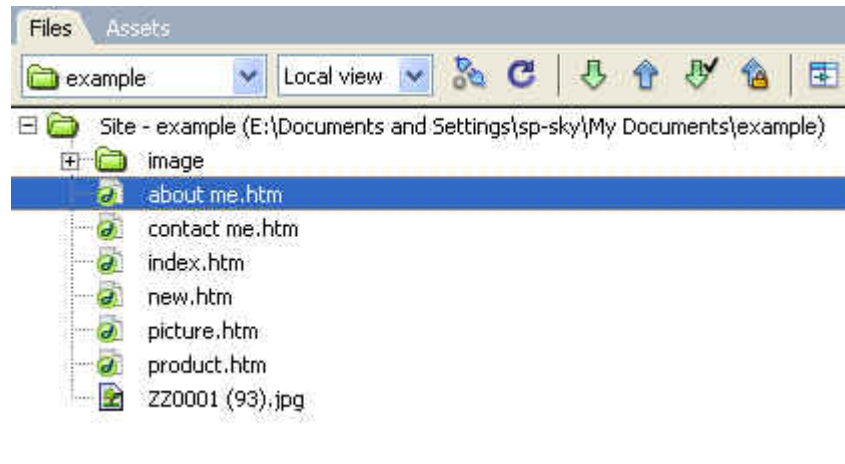 Files Assets
example Local view
Site - example (E:\Documents and Settings\sp-sky\My Documents\example)
image
about me.htm
contact me.htm
index.htm
new.htm
picture.htm
product.htm
ZZ0001 (93).jpg